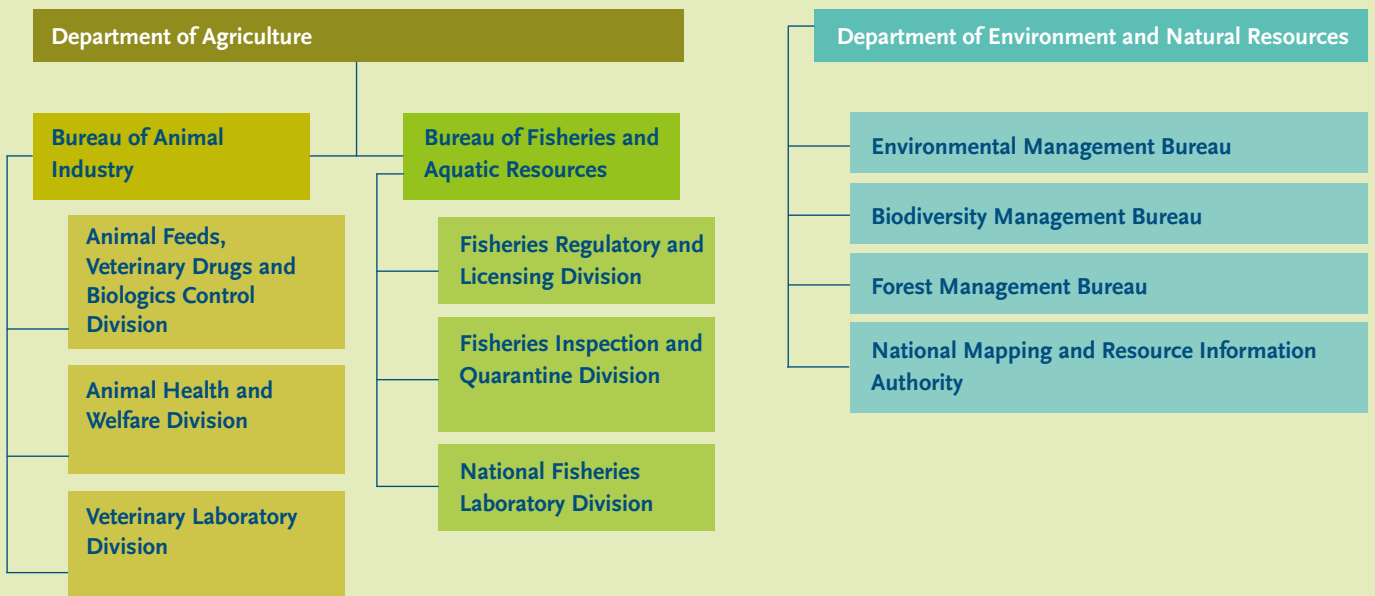 Department of Agriculture
Bureau of Animal
Industry
Animal Feeds,
Veterinary Drugs and
Biologics Control
Division
Animal Health and
Welfare Division
Veterinary Laboratory
Division
Bureau of Fisheries and
Aquatic Resources
Fisheries Regulatory and
Licensing Division
Fisheries Inspection and
Quarantine Division
National Fisheries
Laboratory Division
Department of Environment and Natural Resources
Environmental Management Bureau
Biodiversity Management Bureau
Forest Management Bureau
National Mapping and Resource Information
Authority